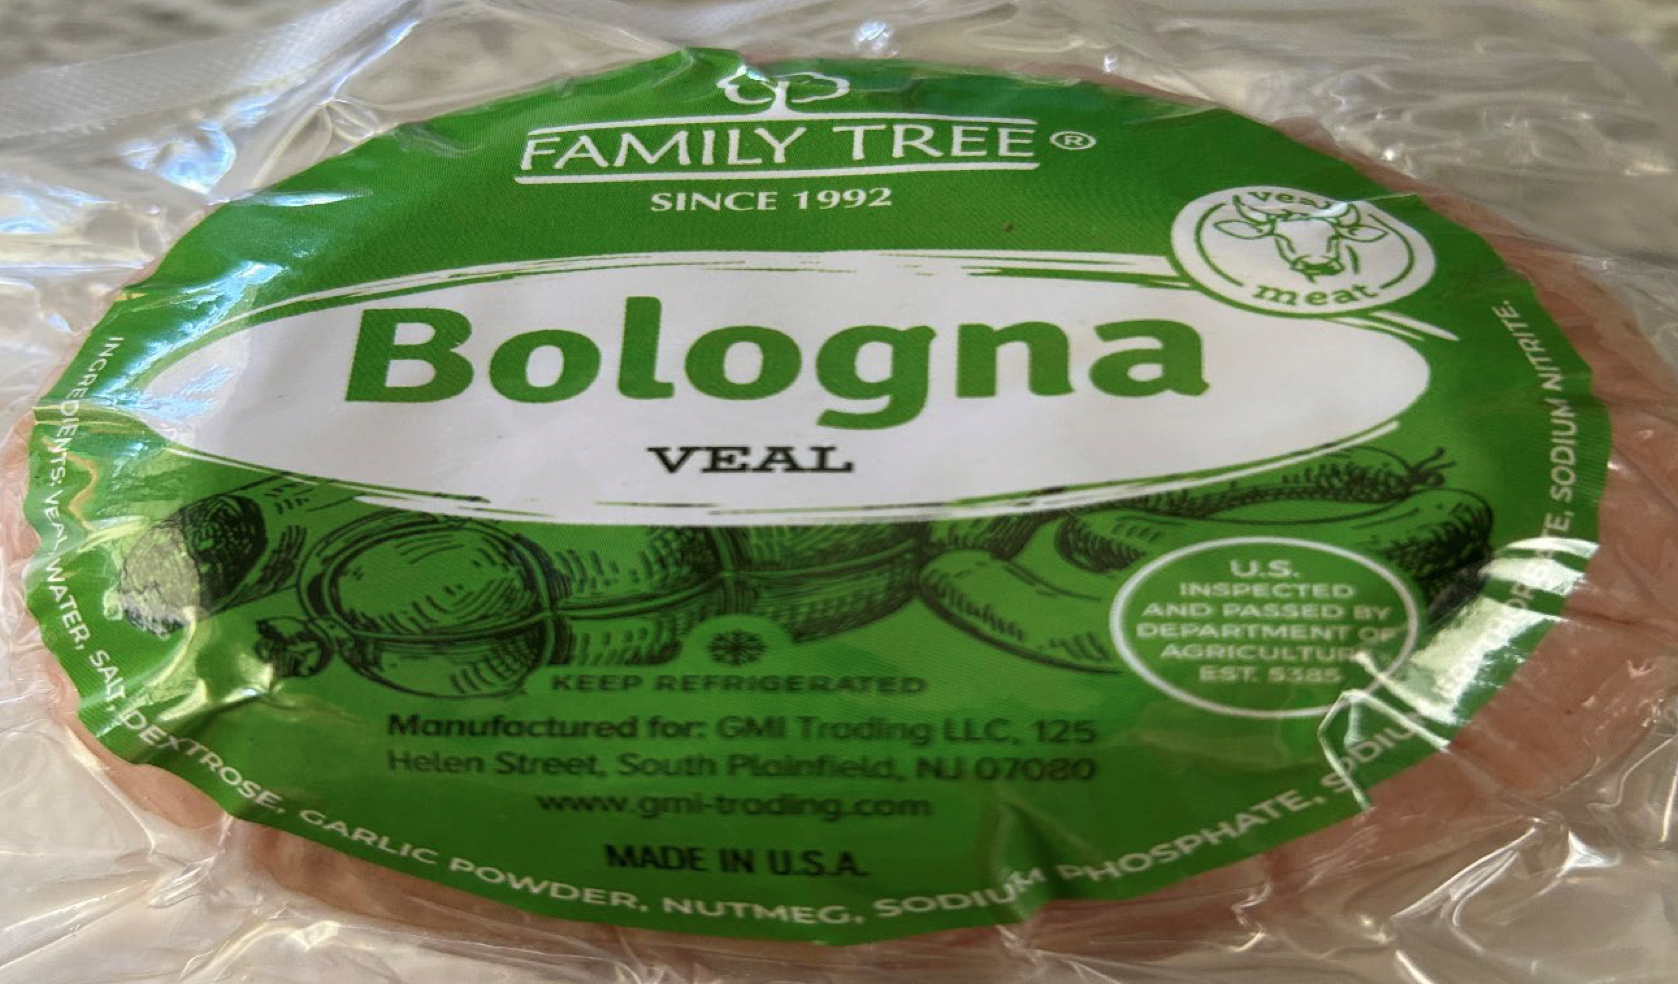 FAMILY TREE®
SINCE 1992
veal
meat
Bologna
VEAL
U.S.
INSPECTED
AND PASSED BY
DEPARTMENT OF
AGRICULTURE
EST. 5385
KEEP REFRIGERATED
Manufactured for: GMI Trading LLC, 125
Helen Street, South Plainfield, NJ 07080
www.gmi-trading.com
MADE IN U.S.A.
INGREDIENTS: VEAL, WATER, SALT, DEXTROSE, GARLIC POWDER, NUTMEG, SODIUM PHOSPHATE, SODIUM SODIUM NITRITE.